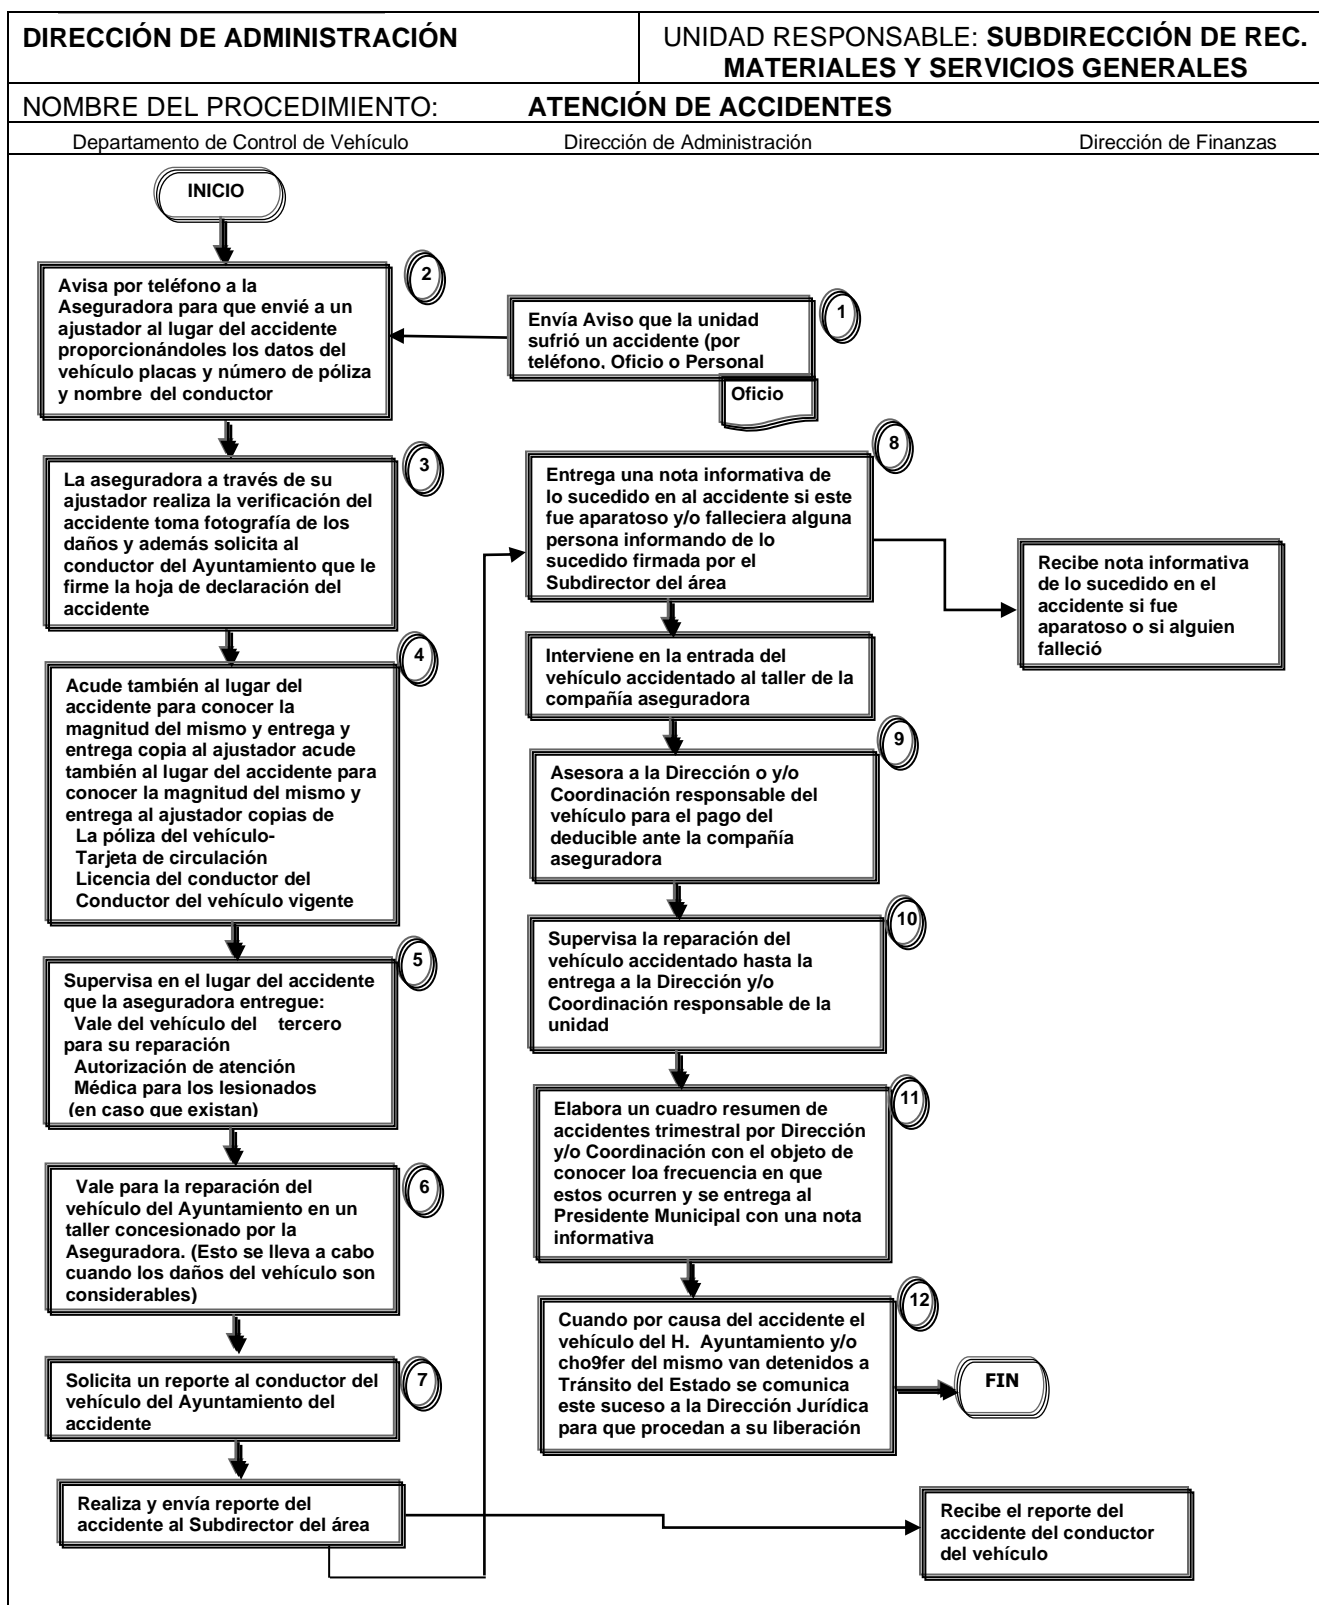 DIRECCIÓN DE ADMINISTRACIÓN
UNIDAD RESPONSABLE: SUBDIRECCIÓN DE REC.
MATERIALES Y SERVICIOS GENERALES
NOMBRE DEL PROCEDIMIENTO: ATENCIÓN DE ACCIDENTES
Departamento de Control de Vehículo
Dirección de Administración
Dirección de Finanzas
INICIO
1
Envía Aviso que la unidad
sufrió un accidente (por
teléfono, Oficio o Personal
Oficio
2
Avisa por teléfono a la
Aseguradora para que envié a un
ajustador al lugar del accidente
proporcionándoles los datos del
vehículo placas y número de póliza
y nombre del conductor
3
La aseguradora a través de su
ajustador realiza la verificación del
accidente toma fotografía de los
daños y además solicita al
conductor del Ayuntamiento que le
firme la hoja de declaración del
accidente
4
Acude también al lugar del
accidente para conocer la
magnitud del mismo y entrega y
entrega copia al ajustador acude
también al lugar del accidente para
conocer la magnitud del mismo y
entrega al ajustador copias de
La póliza del vehículo-
Tarjeta de circulación
Licencia del conductor del
Conductor del vehículo vigente
5
Supervisa en el lugar del accidente
que la aseguradora entregue:
Vale del vehículo del tercero
para su reparación
Autorización de atención
Médica para los lesionados
(en caso que existan)
6
Vale para la reparación del
vehículo del Ayuntamiento en un
taller concesionado por la
Aseguradora. (Esto se lleva a cabo
cuando los daños del vehículo son
considerables)
7
Solicita un reporte al conductor del
vehículo del Ayuntamiento del
accidente
Realiza y envía reporte del
accidente al Subdirector del área
Recibe el reporte del
accidente del conductor
del vehículo
8
Entrega una nota informativa de
lo sucedido en al accidente si este
fue aparatoso y/o falleciera alguna
persona informando de lo
sucedido firmada por el
Subdirector del área
Recibe nota informativa
de lo sucedido en el
accidente si fue
aparatoso o si alguien
falleció
Interviene en la entrada del
vehículo accidentado al taller de la
compañía aseguradora
9
Asesora a la Dirección o y/o
Coordinación responsable del
vehículo para el pago del
deducible ante la compañía
aseguradora
10
Supervisa la reparación del
vehículo accidentado hasta la
entrega a la Dirección y/o
Coordinación responsable de la
unidad
11
Elabora un cuadro resumen de
accidentes trimestral por Dirección
y/o Coordinación con el objeto de
conocer loa frecuencia en que
estos ocurren y se entrega al
Presidente Municipal con una nota
informativa
12
Cuando por causa del accidente el
vehículo del H. Ayuntamiento y/o
cho9fer del mismo van detenidos a
Tránsito del Estado se comunica
este suceso a la Dirección Jurídica
para que procedan a su liberación
FIN